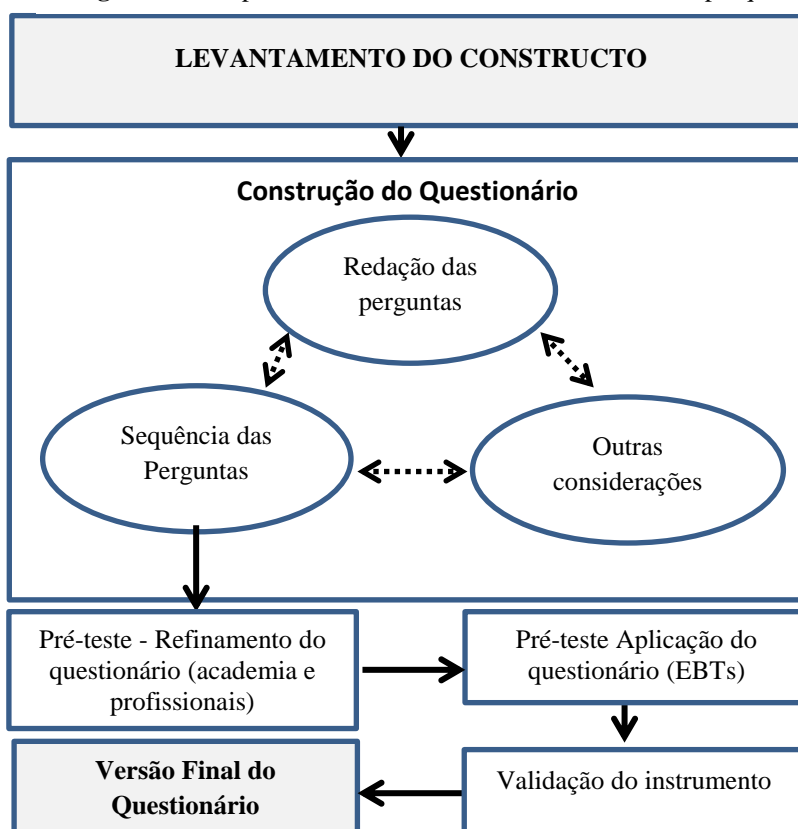 LEVANTAMENTO DO CONSTRUCTO
Construção do Questionário
Redação das
perguntas
Sequência das
Perguntas
Outras
considerações
Pré-teste - Refinamento do
questionário (academia e
profissionais)
Pré-teste Aplicação do
questionário (EBTs)
Versão Final do
Questionário
Validação do instrumento